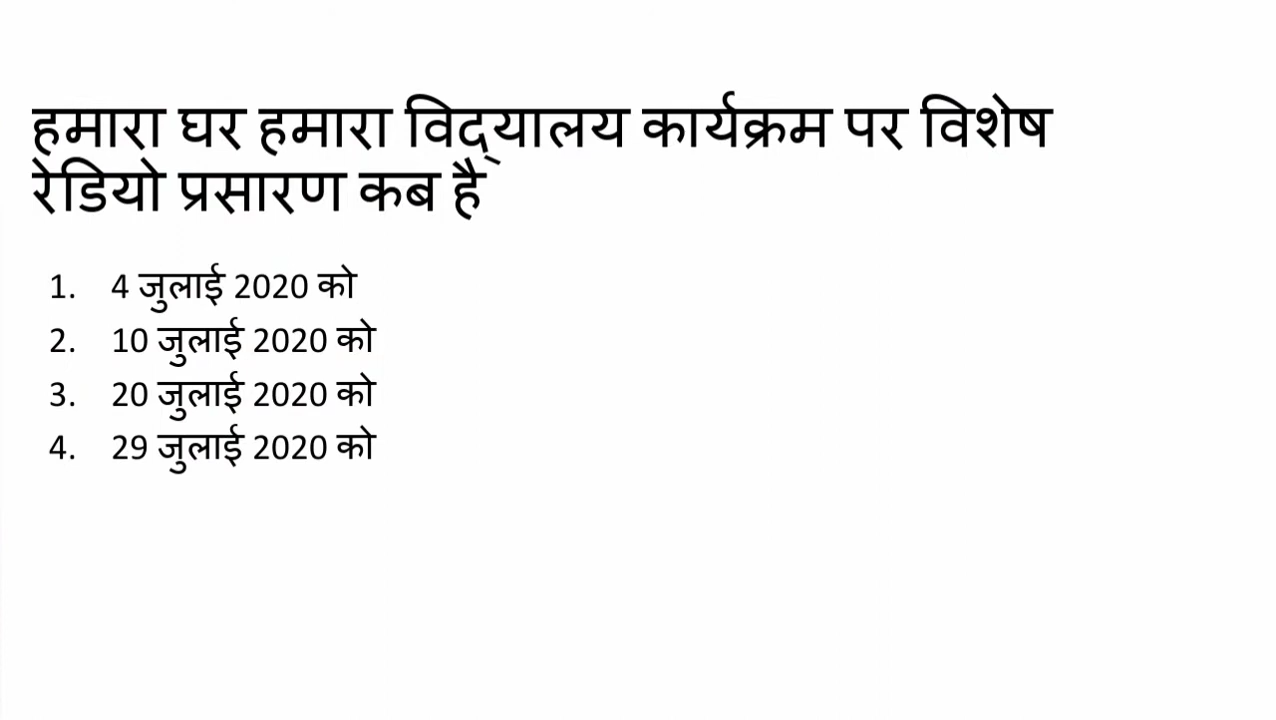 हमारा घर हमारा विद्यालय कार्यक्रम पर विशेष
रेडियो प्रसारण कब है`
1. 4 जुलाई 2020 को
2. 10 जुलाई 2020 को
3. 20 जुलाई 2020 को
4. 29 जुलाई 2020 को